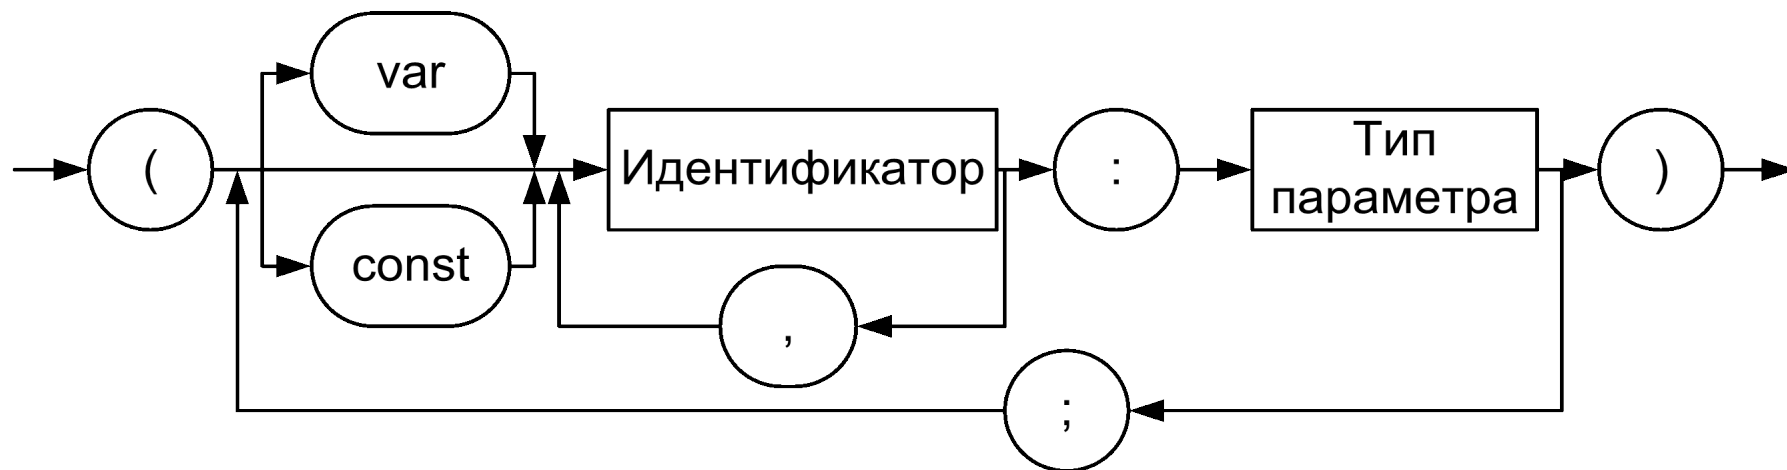 var
(
Идентификатор
:
Тип
параметра
)
const
,
;